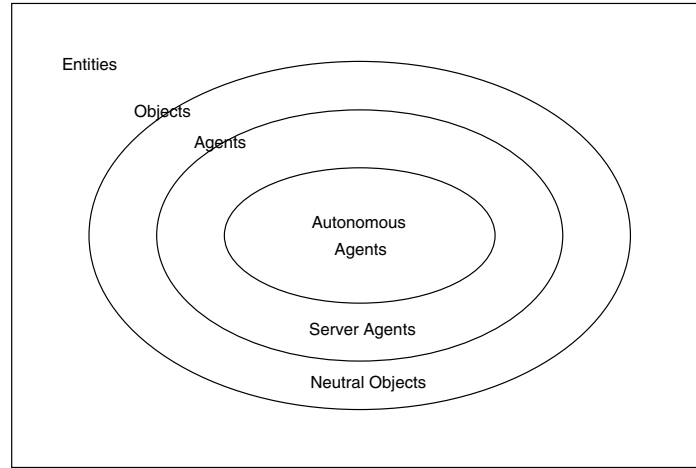 Entities
Objects
Agents
Autonomous
Agents
Server Agents
Neutral Objects